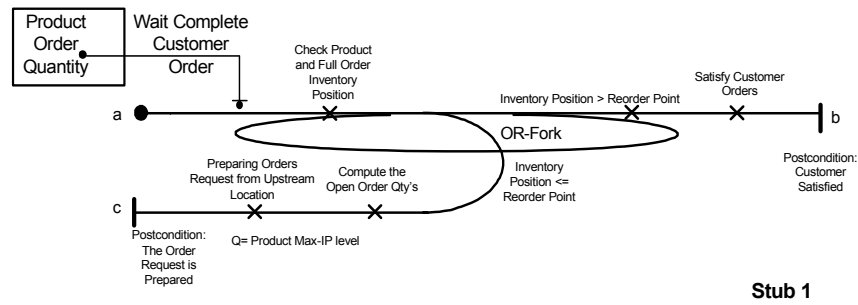 Product
Order
Quantity
Wait Complete
Customer
Order
Check Product
and Full Order
Inventory
Position
Satisfy Customer
Orders
Inventory Position > Reorder Point
a
b
OR-Fork
Preparing Orders
Request from Upstream
Location
Compute the
Open Order Qty's
Inventory
Position <=
Reorder Point
Postcondition:
Customer
Satisfied
c
Postcondition:
The Order
Request is
Prepared
Q= Product Max-IP level
Stub 1